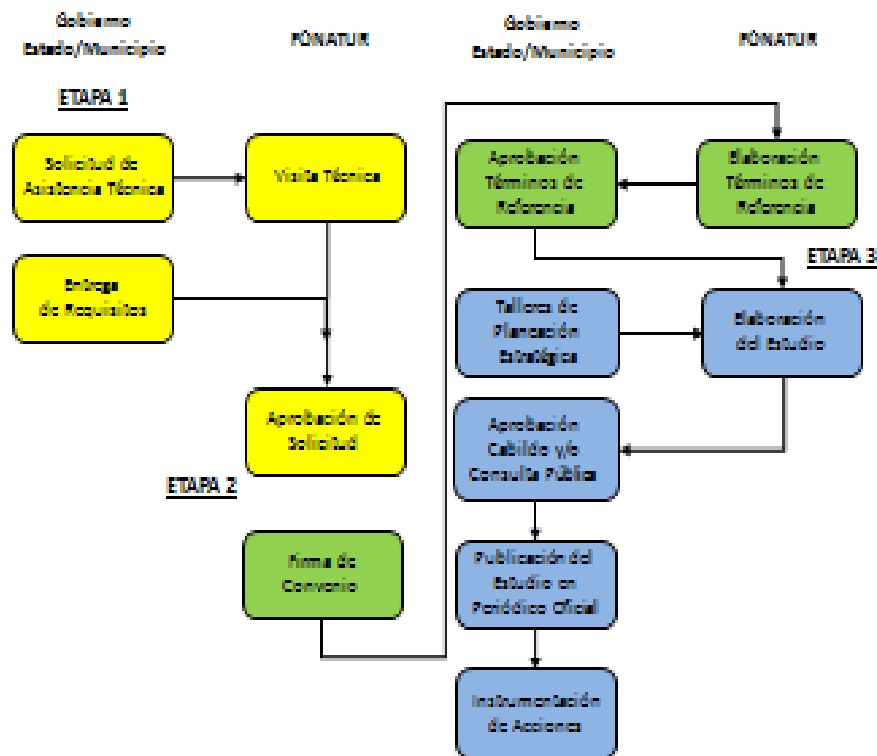 Gobierno
Estado/Municipio
FONATUR
Gobierno
Estado/Municipio
FONATUR
ETAPA 1
Solicitud de
Asistencia Técnica
Visita Técnica
Entrega
de Requisitos
Aprobación de
Solicitud
ETAPA 2
Firma de
Convenio
Aprobación
Términos de
Referencia
Elaboración
Términos de
Referencia
ETAPA 3
Talleres de
Planeación
Estratégica
Elaboración
del Estudio
Aprobación
Cabildo y/o
Consulta Pública
Publicación del
Estudio en
Periódico Oficial
Instrumentación
de Acciones